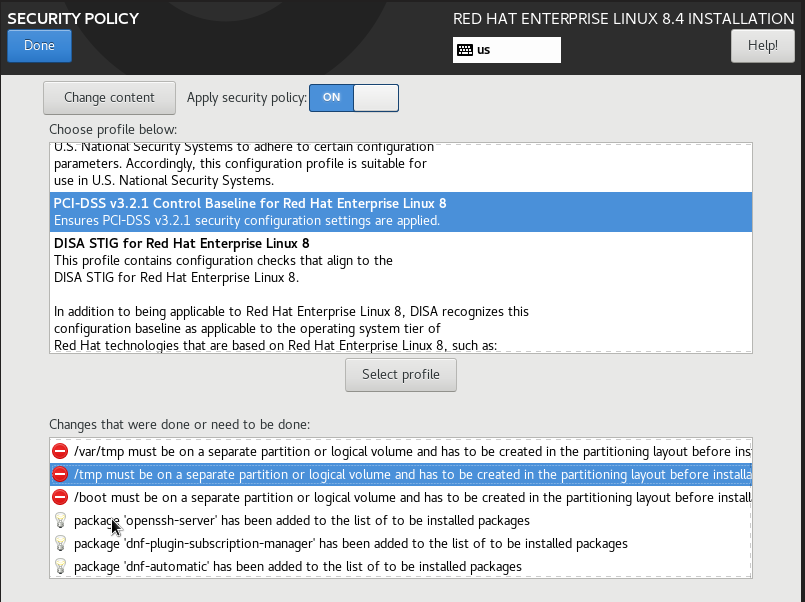 SECURITY POLICY
RED HAT ENTERPRISE LINUX 8.4 INSTALLATION
Done
us
Help!
Change content
Apply security policy:
ON
Choose profile below:
U.S. National Security Systems to adhere to certain configuration
parameters. Accordingly, this configuration profile is suitable for
use in U.S. National Security Systems.
PCI-DSS v3.2.1 Control Baseline for Red Hat Enterprise Linux 8
Ensures PCI-DSS v3.2.1 security configuration settings are applied.
DISA STIG for Red Hat Enterprise Linux 8
This profile contains configuration checks that align to the
DISA STIG for Red Hat Enterprise Linux 8.
In addition to being applicable to Red Hat Enterprise Linux 8, DISA recognizes this
configuration baseline as applicable to the operating system tier of
Red Hat technologies that are based on Red Hat Enterprise Linux 8, such as:
Select profile
Changes that were done or need to be done:
/var/tmp must be on a separate partition or logical volume and has to be created in the partitioning layout before ins
/tmp must be on a separate partition or logical volume and has to be created in the partitioning layout before installa
/boot must be on a separate partition or logical volume and has to be created in the partitioning layout before install
package 'openssh-server' has been added to the list of to be installed packages
package 'dnf-plugin-subscription-manager' has been added to the list of to be installed packages
package 'dnf-automatic' has been added to the list of to be installed packages